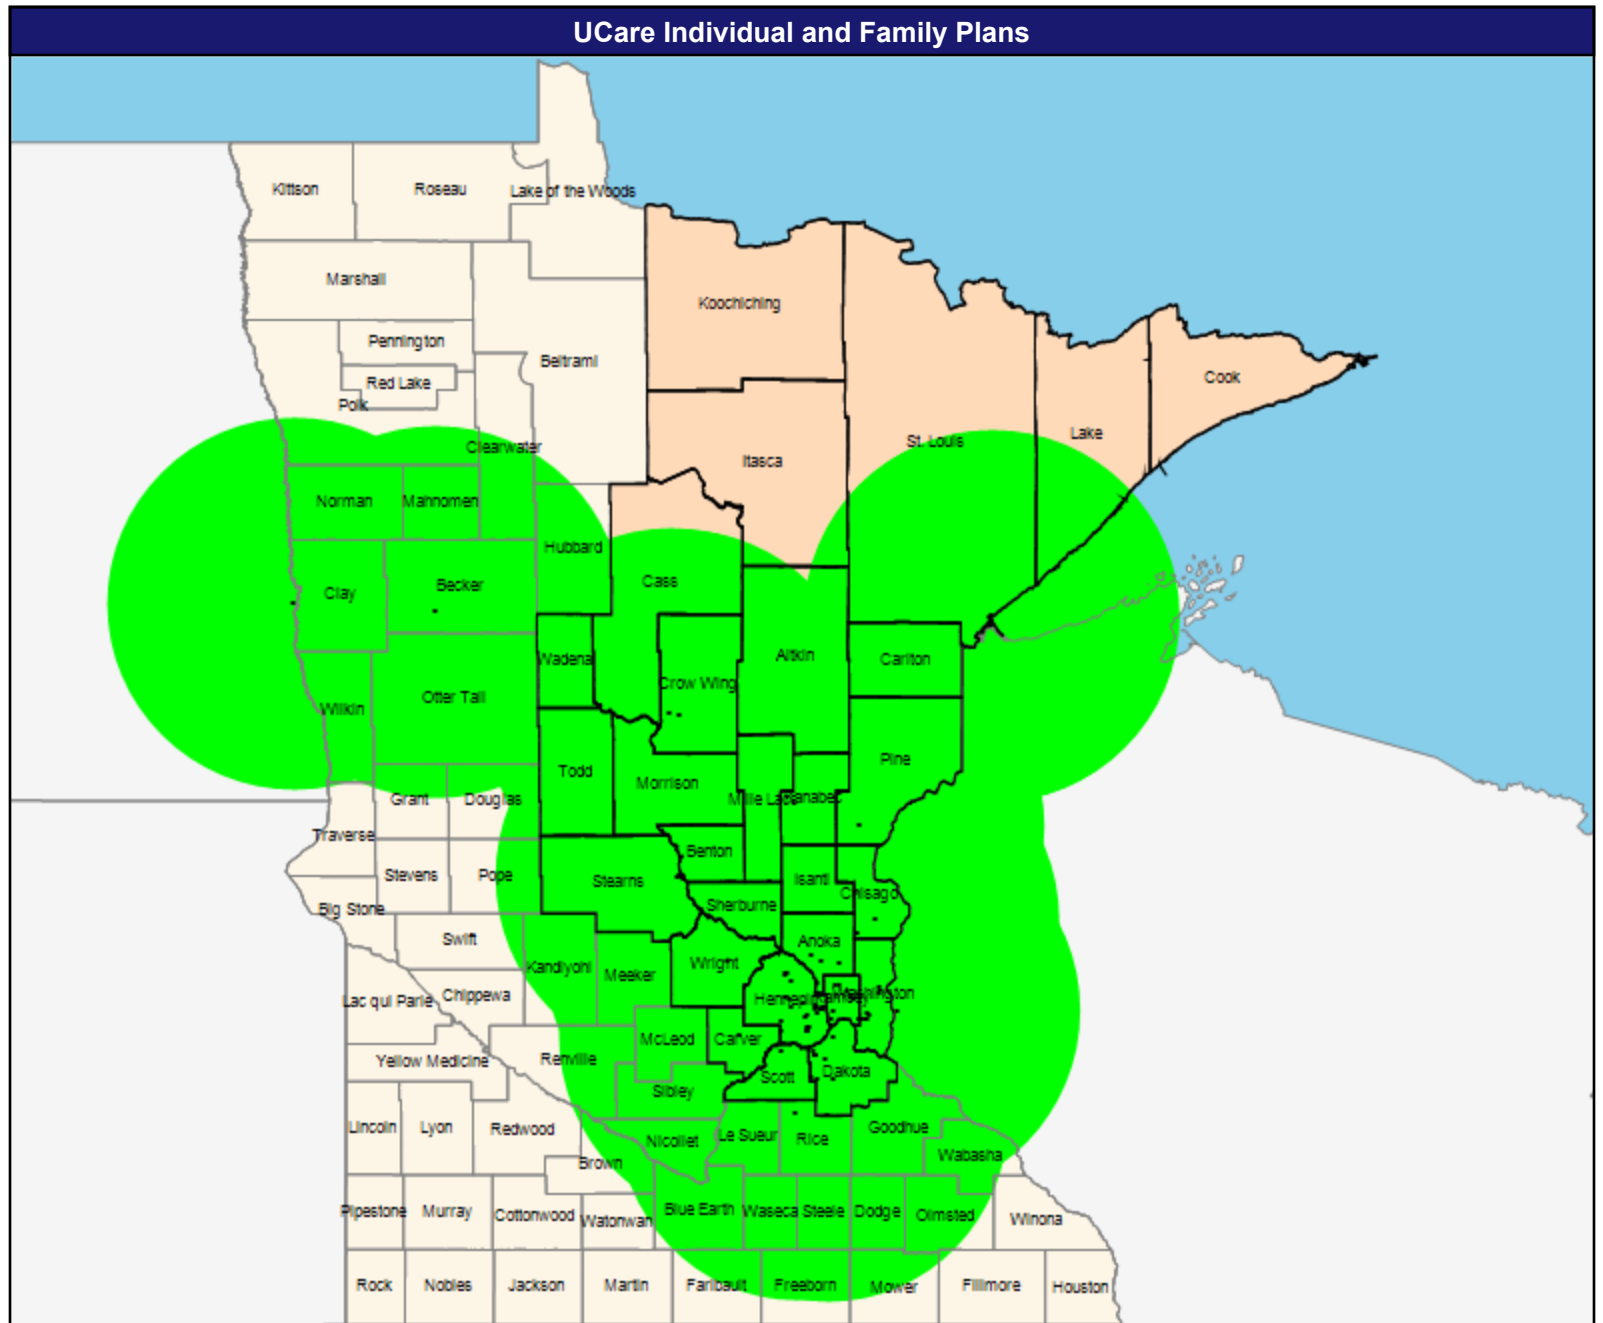 UCare Individual and Family Plans
Kittson
Roseau
Lake of the Woods
Marshall
Koochiching
Pennington
Beltrami
Red Lake
Cook
Polk
Lake
St. Louis
Clearwater
Itasca
Norman
Mahnomen
Hubbard
Cass
Becker
Clay
Aitkin
Carlton
Wadena
Crow Wing
Otter Tail
Wilkin
Pine
Todd
Morrison
Grant
Douglas
Mille Lacs
Kanabec
Traverse
Benton
Stevens
Pope
Stearns
Isanti
Chisago
Sherburne
Big Stone
Swift
Anoka
Wright
Kandiyohi
Meeker
Chippewa
Lac qui Parle
Hennepin
Ramsey
Washington
McLeod
Carver
Yellow Medicine
Renville
Scott
Dakota
Sibley
Lincoln
Lyon
Redwood
Goodhue
Le Sueur
Rice
Nicollet
Wabasha
Brown
Pipestone
Murray
Cottonwood
Watonwan
Blue Earth
Waseca
Steele
Dodge
Olmsted
Winona
Rock
Nobles
Jackson
Martin
Faribault
Freeborn
Mower
Fillmore
Houston